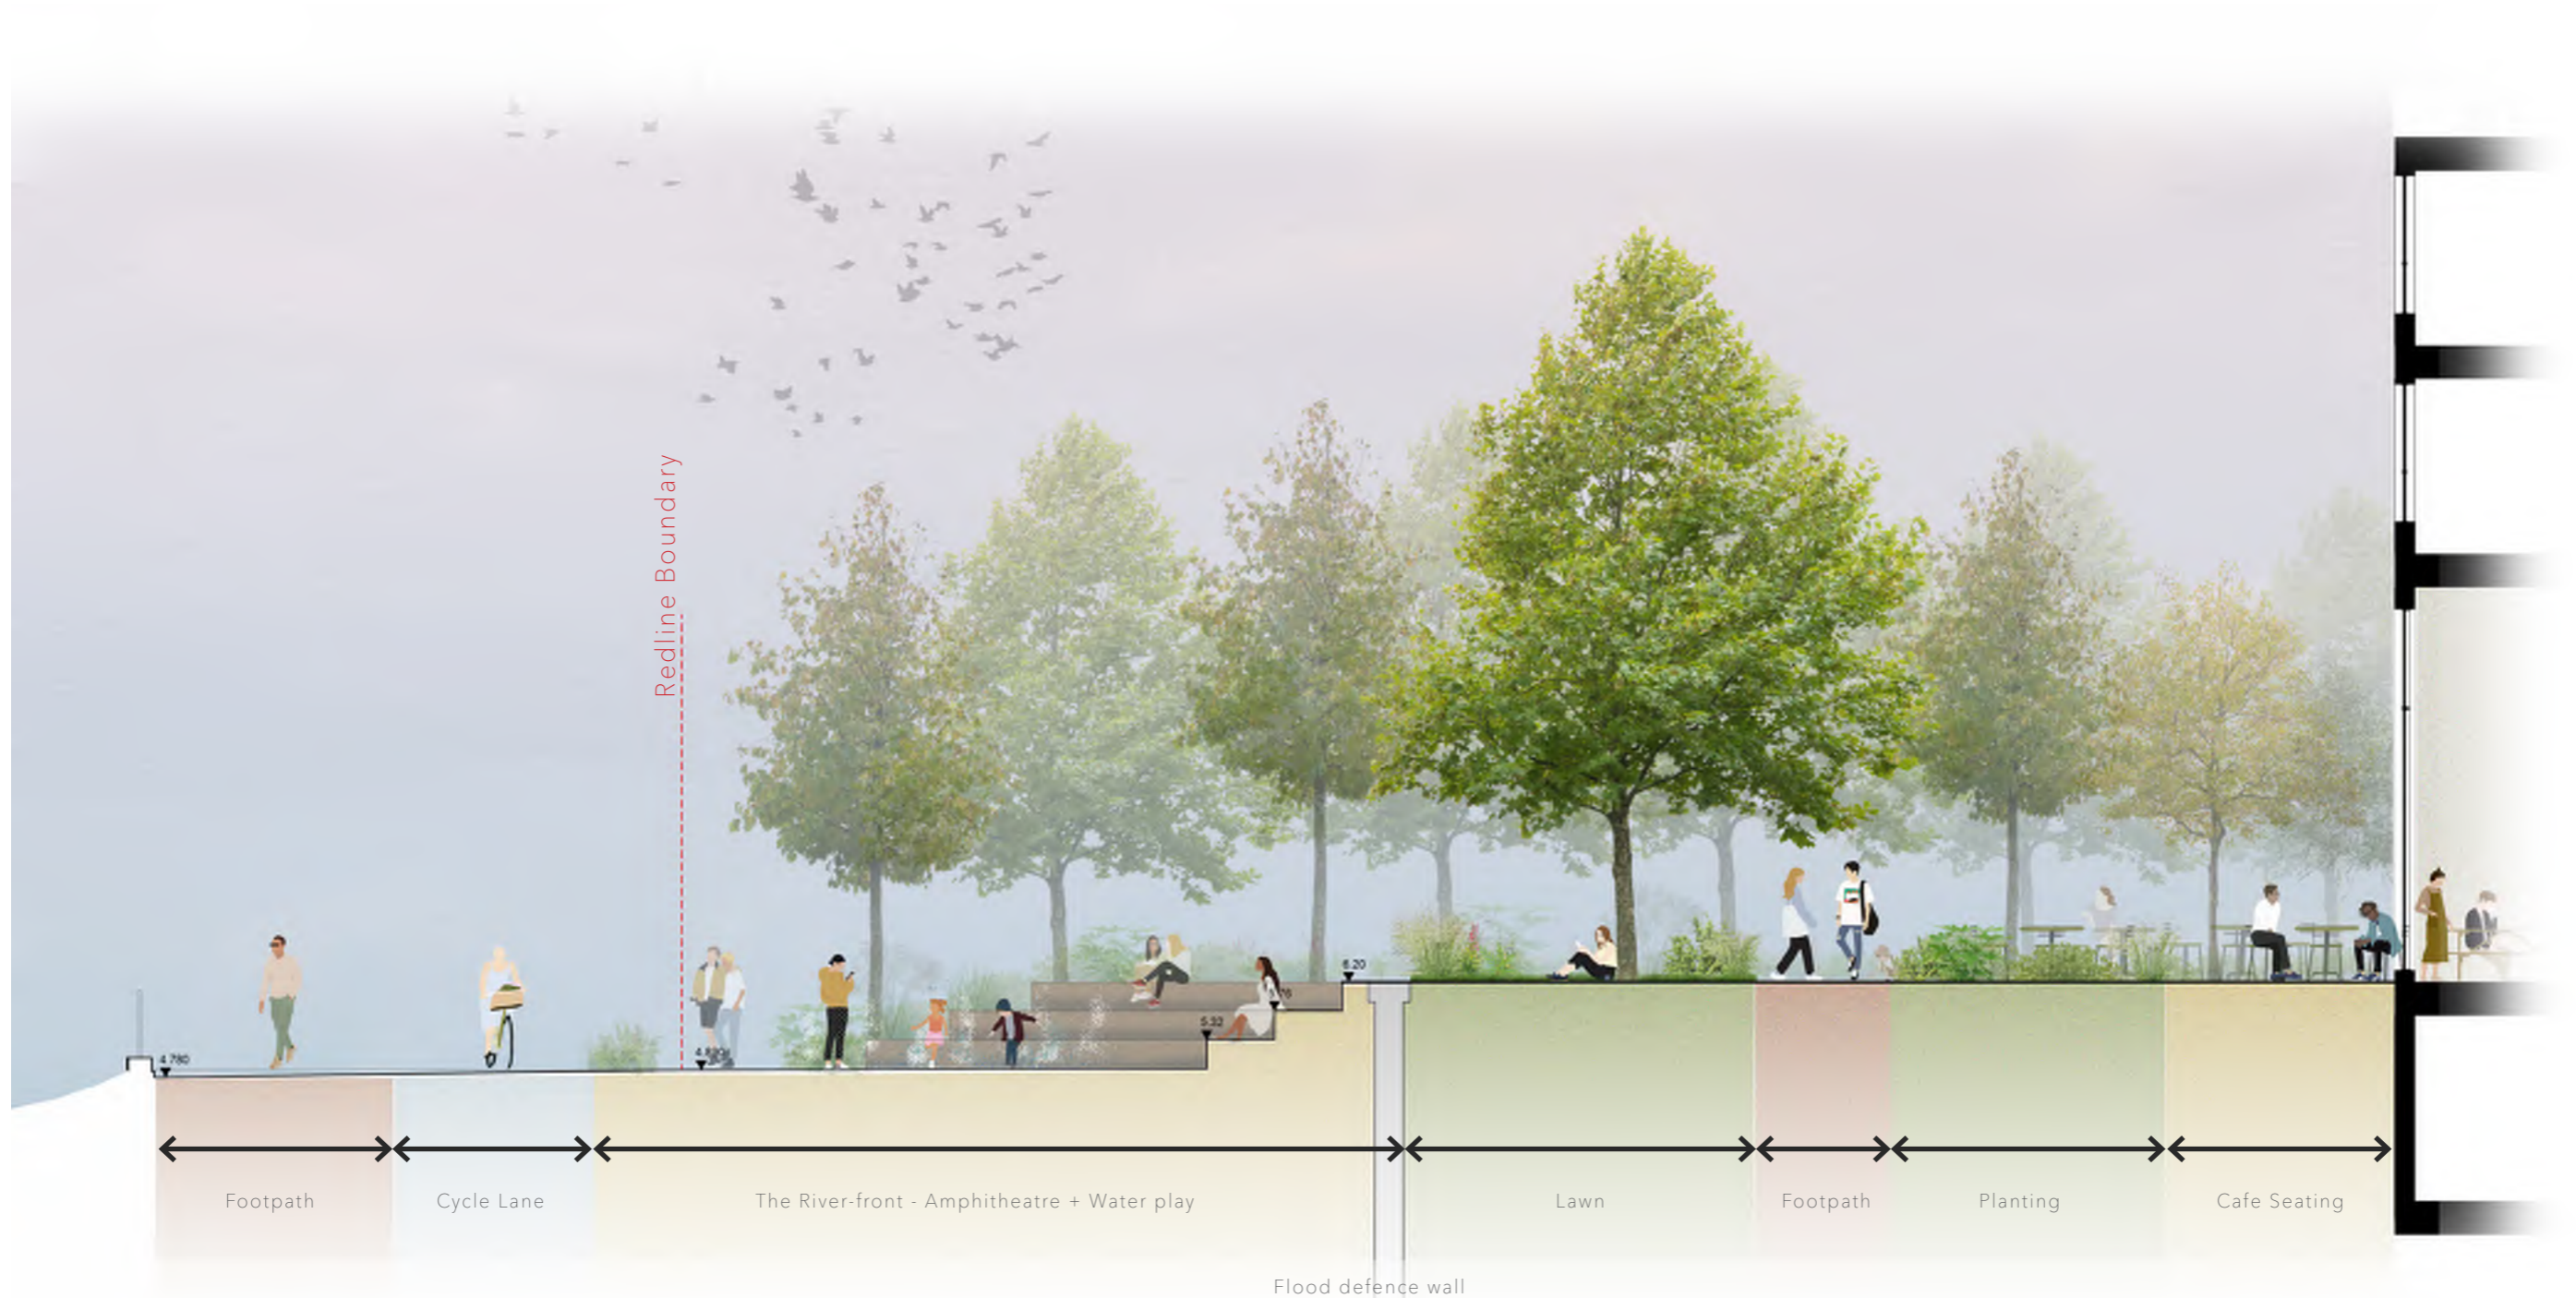 Redline Boundary
6.20
5.32
4.780
Footpath
Cycle Lane
The River-front - Amphitheatre + Water play
Lawn
Footpath
Planting
Cafe Seating
Flood defence wall